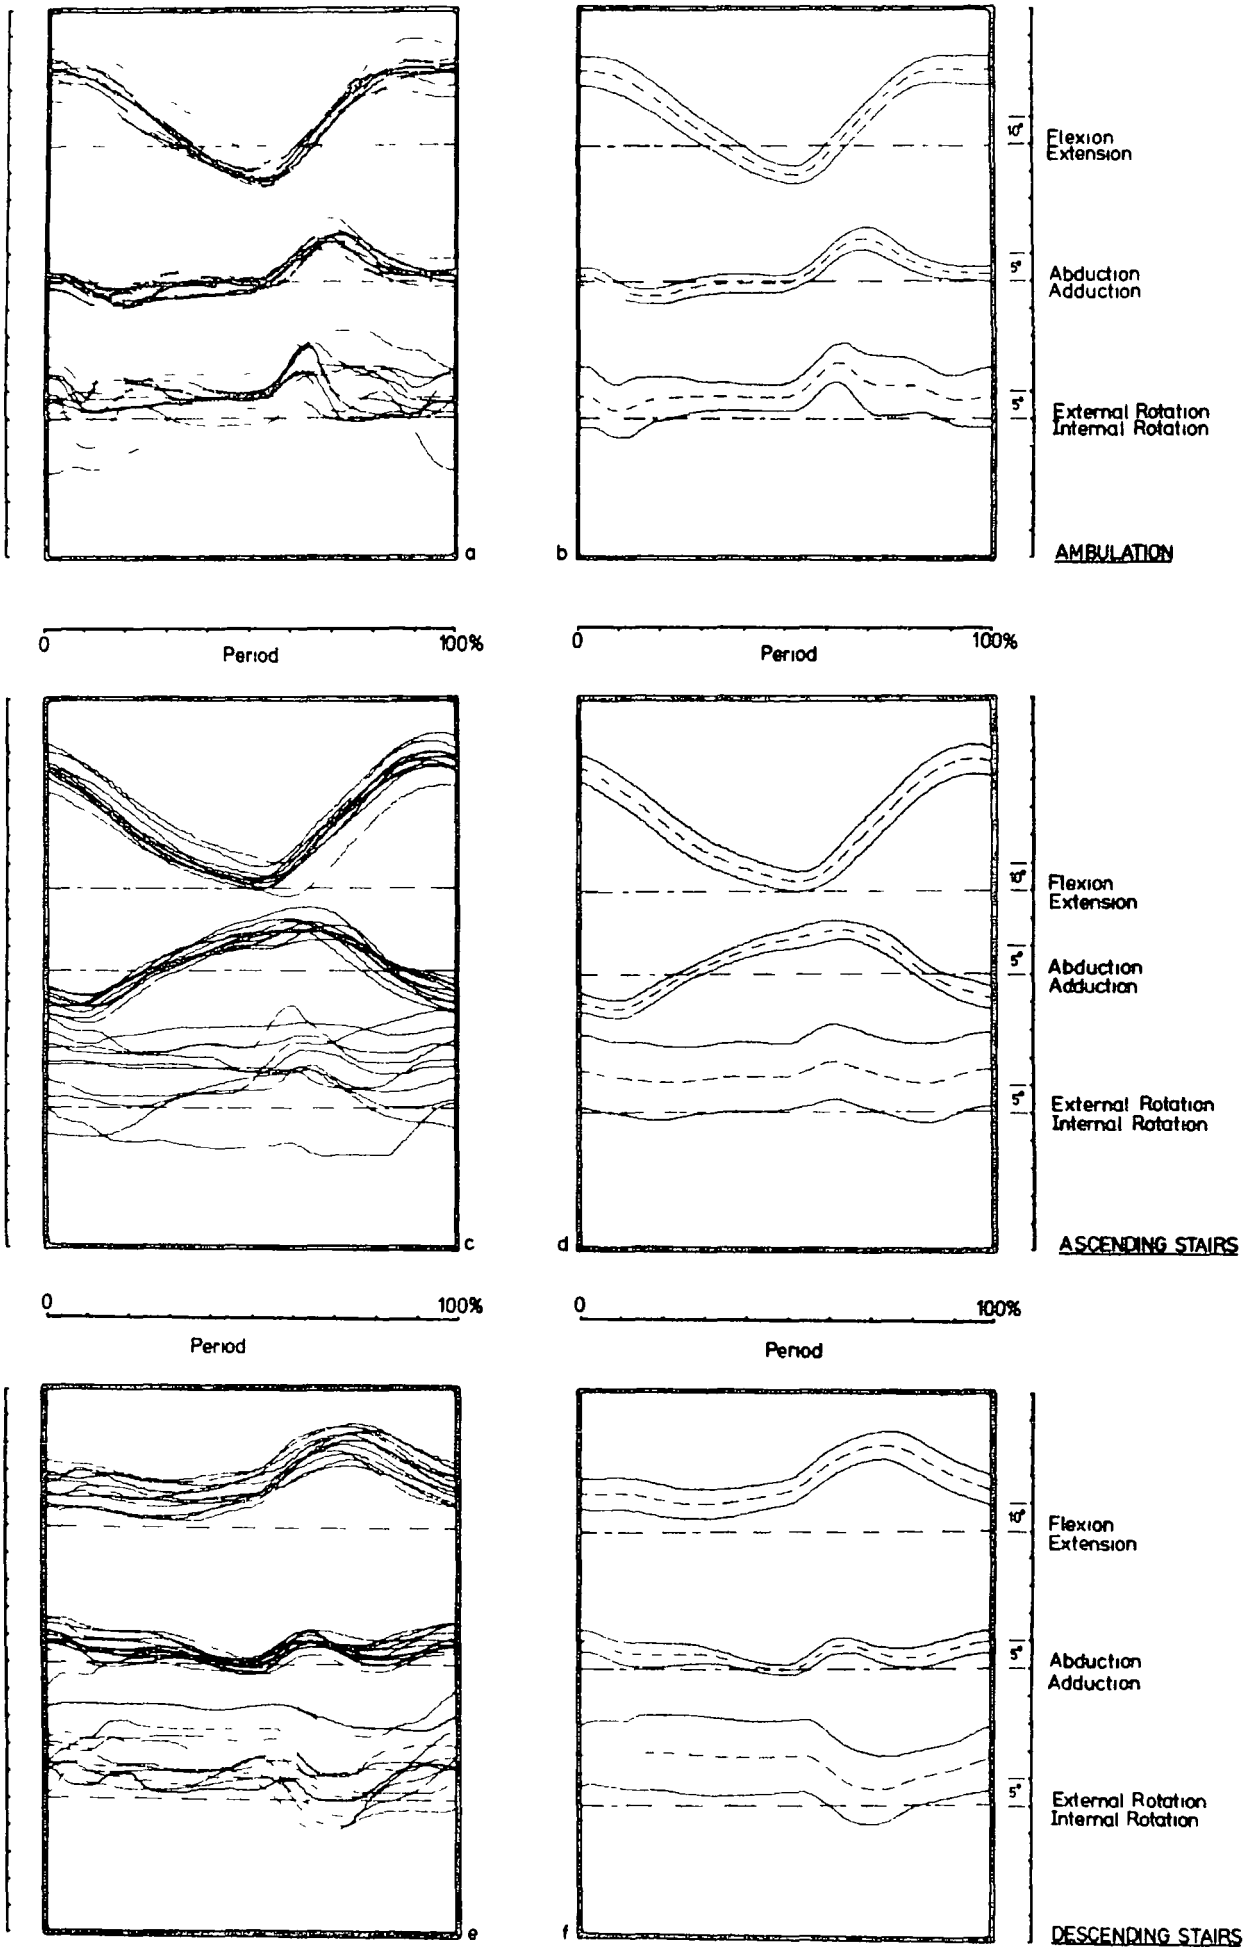 10°
Flexion
Extension
5°
Abduction
Adduction
5°
External Rotation
Internal Rotation
a
b
AMBULATION
0
100%
0
100%
Period
Period
10°
Flexion
Extension
5°
Abduction
Adduction
5°
External Rotation
Internal Rotation
c
d
ASCENDING STAIRS
0
100%
0
100%
Period
Period
10°
Flexion
Extension
5°
Abduction
Adduction
5°
External Rotation
Internal Rotation
e
f
DESCENDING STAIRS